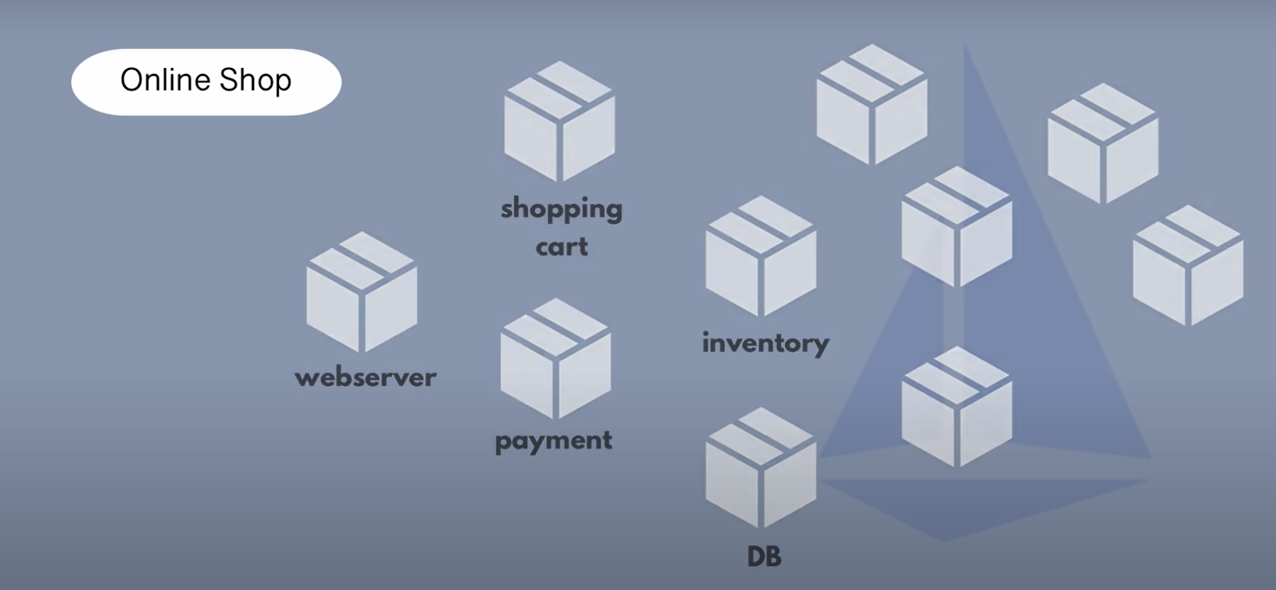 Online Shop
shopping
cart
webserver
inventory
payment
DB